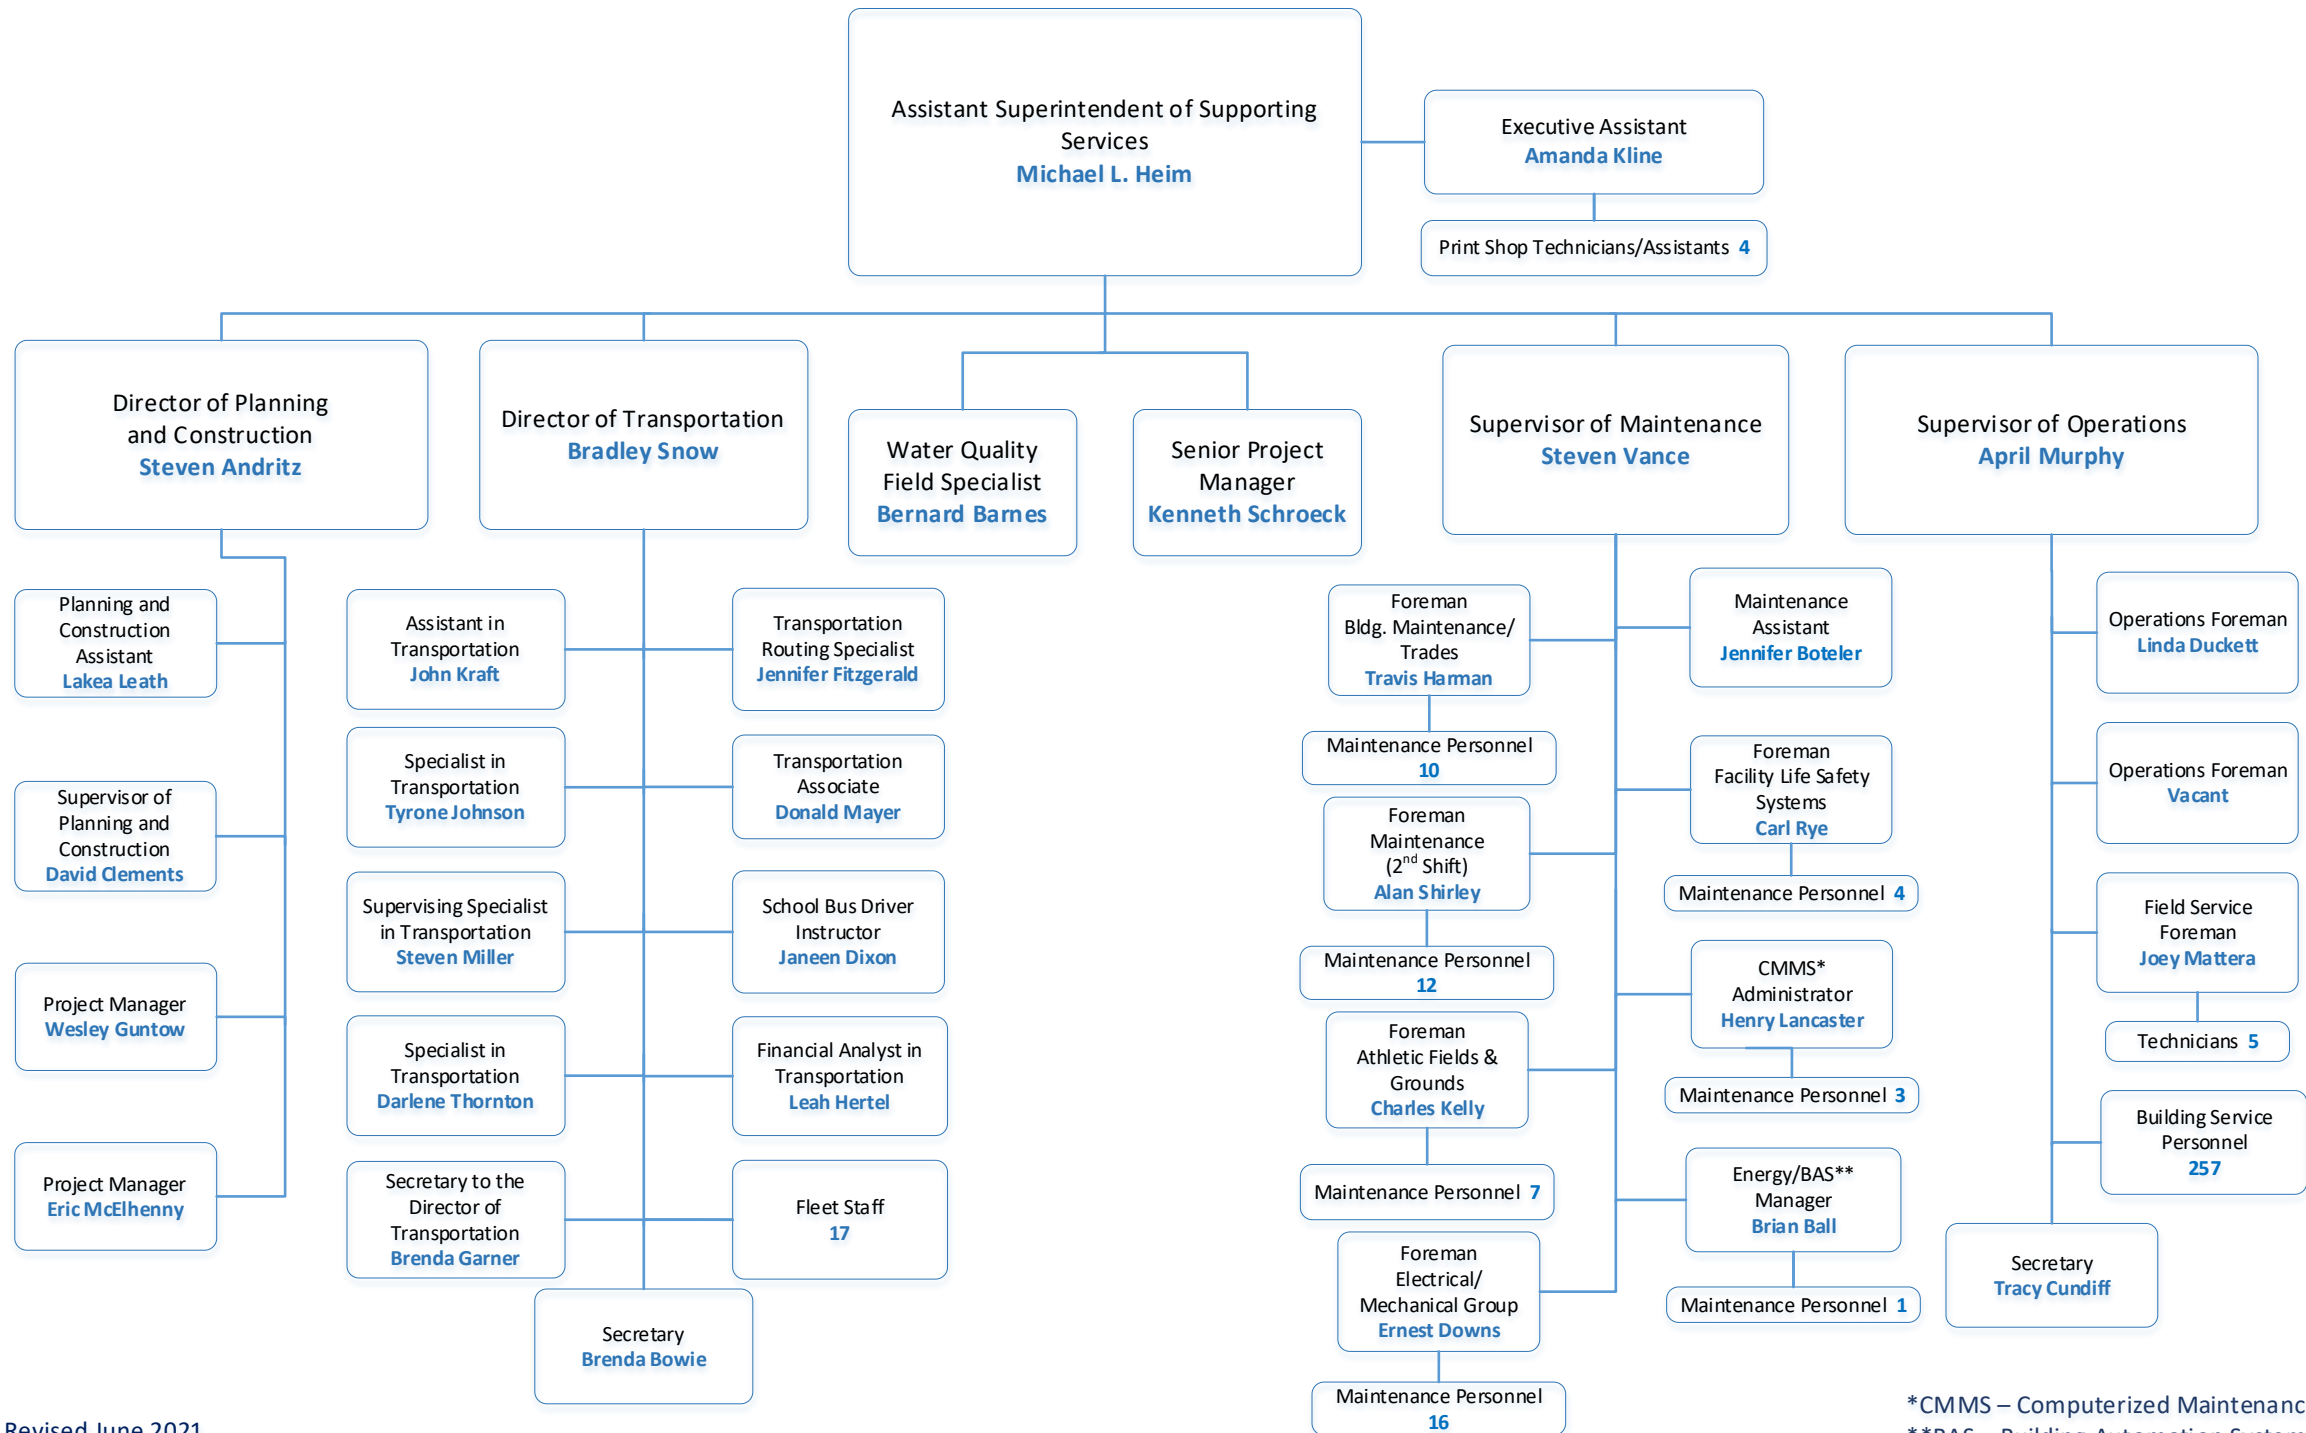 Assistant Superintendent of Supporting
Services
Michael L. Heim
Executive Assistant
Amanda Kline
Print Shop Technicians/Assistants 4
Director of Planning
and Construction
Steven Andritz
Director of Transportation
Bradley Snow
Water Quality
Field Specialist
Bernard Barnes
Senior Project
Manager
Kenneth Schroeck
Supervisor of Maintenance
Steven Vance
Supervisor of Operations
April Murphy
Planning and
Construction
Assistant
Lakea Leath
Supervisor of
Planning and
Construction
David Clements
Project Manager
Wesley Guntow
Project Manager
Eric McElhenny
Assistant in
Transportation
John Kraft
Transportation
Routing Specialist
Jennifer Fitzgerald
Specialist in
Transportation
Tyrone Johnson
Transportation
Associate
Donald Mayer
Supervising Specialist
in Transportation
Steven Miller
School Bus Driver
Instructor
Janeen Dixon
Specialist in
Transportation
Darlene Thornton
Financial Analyst in
Transportation
Leah Hertel
Secretary to the
Director of
Transportation
Brenda Garner
Fleet Staff
17
Secretary
Brenda Bowie
Foreman
Bldg. Maintenance/
Trades
Travis Harman
Maintenance Personnel
10
Foreman
Maintenance
(2nd Shift)
Alan Shirley
Maintenance Personnel
12
Foreman
Athletic Fields &
Grounds
Charles Kelly
Maintenance Personnel 7
Foreman
Electrical/
Mechanical Group
Ernest Downs
Maintenance Personnel
16
Maintenance
Assistant
Jennifer Boteler
Foreman
Facility Life Safety
Systems
Carl Rye
Maintenance Personnel 4
CMMS*
Administrator
Henry Lancaster
Maintenance Personnel 3
Energy/BAS**
Manager
Brian Ball
Maintenance Personnel 1
Operations Foreman
Linda Duckett
Operations Foreman
Vacant
Field Service
Foreman
Joey Mattera
Technicians 5
Building Service
Personnel
257
Secretary
Tracy Cundiff
Revised June 2021
*CMMS – Computerized Maintenanc
**BAS – Building Automation System